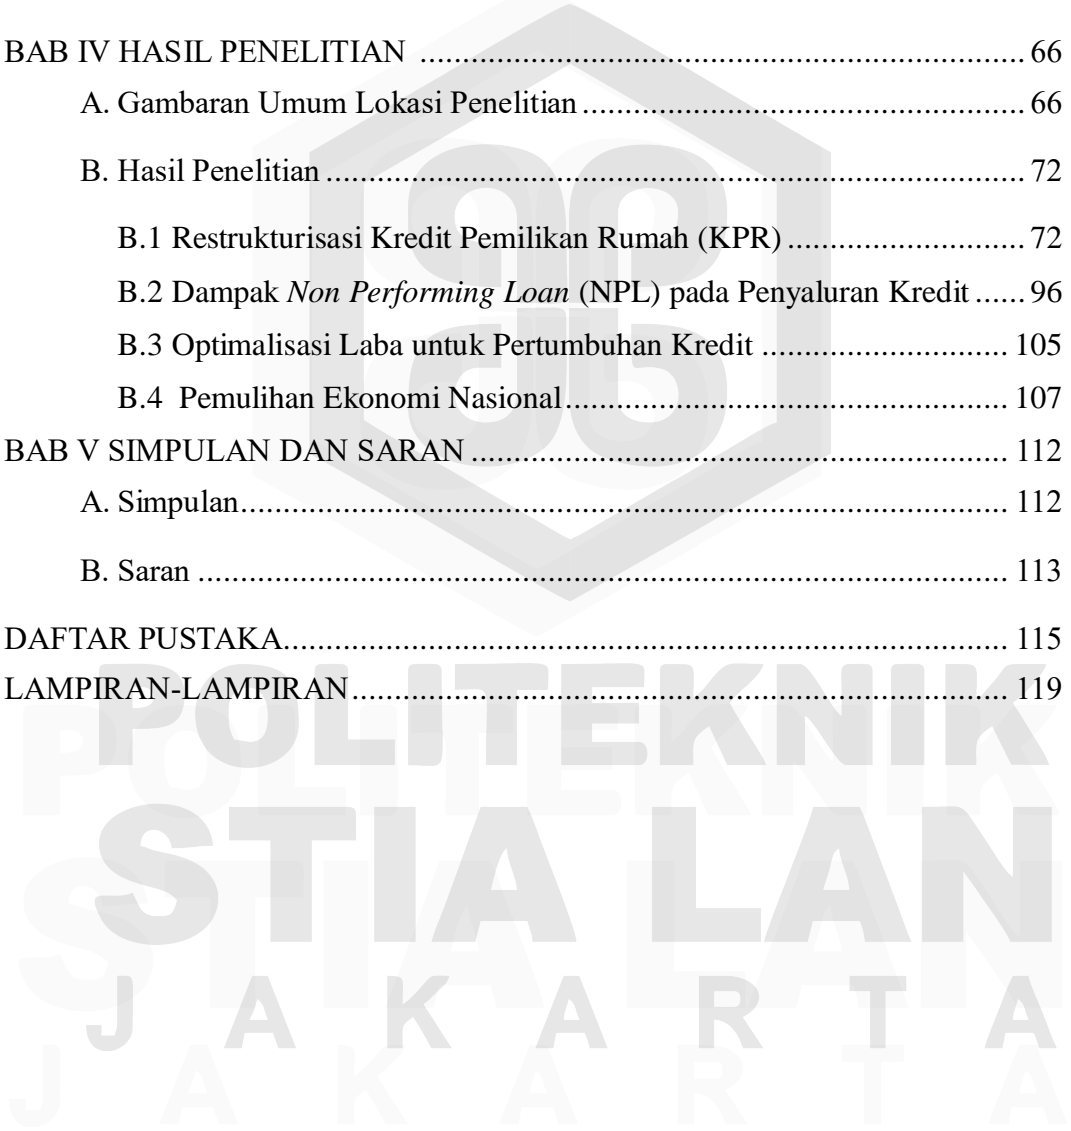 BAB IV HASIL PENELITIAN ........................................................................ 66
A. Gambaran Umum Lokasi Penelitian ........................................................ 66
B. Hasil Penelitian ................................................................................... 72
B.1 Restrukturisasi Kredit Pemilikan Rumah (KPR) ................................ 72
B.2 Dampak Non Performing Loan (NPL) pada Penyaluran Kredit ...... 96
B.3 Optimalisasi Laba untuk Pertumbuhan Kredit .............................. 105
B.4 Pemulihan Ekonomi Nasional ..................................................... 107
BAB V SIMPULAN DAN SARAN ................................................................ 112
A. Simpulan ............................................................................................ 112
B. Saran ................................................................................................. 113
DAFTAR PUSTAKA ...................................................................................... 115
LAMPIRAN-LAMPIRAN .............................................................................. 119
POLITEKNIK
STIA LAN
JAKARTA